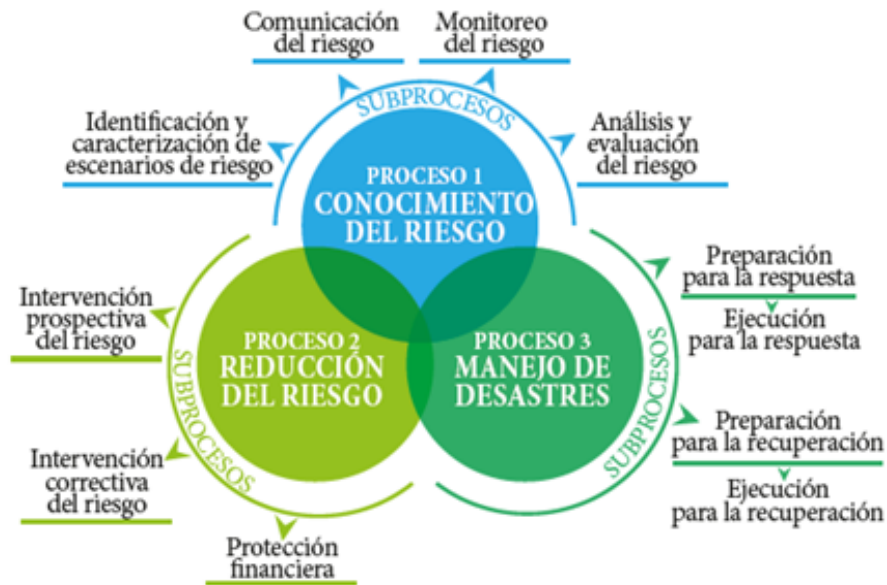 Comunicación
del riesgo
Monitoreo
del riesgo
SUBPROCESOS
Identificación y
caracterización de
escenarios de riesgo
Análisis y
evaluación
del riesgo
PROCESO 1
CONOCIMIENTO
DEL RIESGO
Preparación
para la respuesta
Ejecución
para la respuesta
Intervención
prospectiva
del riesgo
PROCESO 2
REDUCCIÓN
DEL RIESGO
PROCESO 3
MANEJO DE
DESASTRES
SUBPROCESOS
SUBPROCESOS
Preparación
para la recuperación
Ejecución
para la recuperación
Intervención
correctiva
del riesgo
Protección
financiera